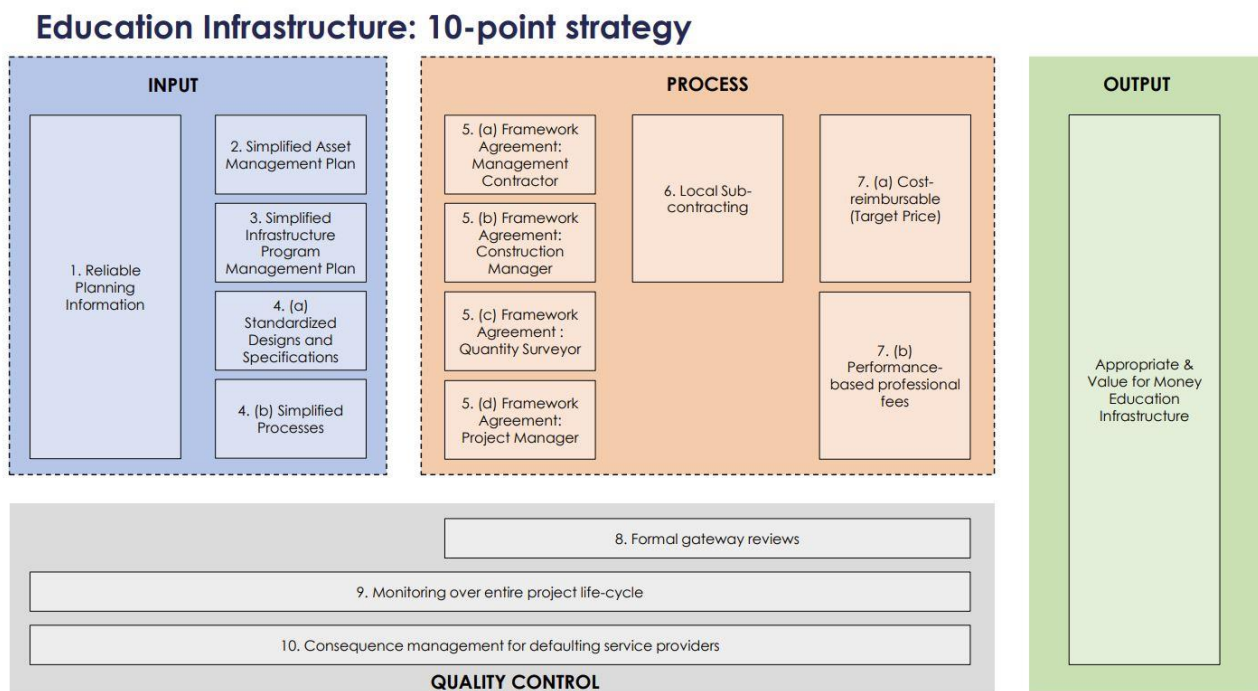 Education Infrastructure: 10-point strategy
INPUT
1. Reliable
Planning
Information
2. Simplified Asset
Management Plan
3. Simplified
Infrastructure
Program
Management Plan
4. (a)
Standardized
Designs and
Specifications
4. (b) Simplified
Processes
PROCESS
5. (a) Framework
Agreement:
Management
Contractor
5. (b) Framework
Agreement:
Construction
Manager
5. (c) Framework
Agreement :
Quantity Surveyor
5. (d) Framework
Agreement:
Project Manager
6. Local Sub-
contracting
7. (a) Cost-
reimbursable
(Target Price)
7. (b)
Performance-
based professional
fees
OUTPUT
Appropriate &
Value for Money
Education
Infrastructure
8. Formal gateway reviews
9. Monitoring over entire project life-cycle
10. Consequence management for defaulting service providers
QUALITY CONTROL